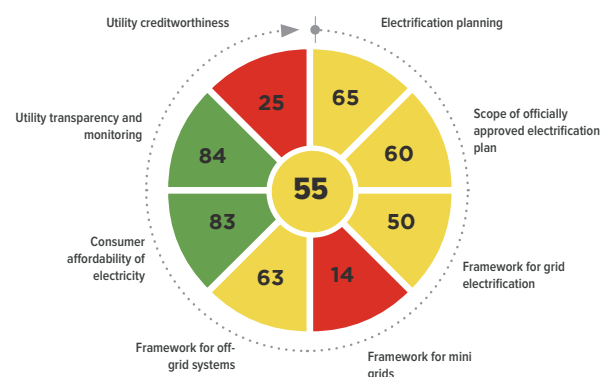 Utility creditworthiness
Electrification planning
25
65
Utility transparency and
monitoring
Scope of officially
approved electrification
plan
84
60
55
83
50
Consumer
affordability of
electricity
Framework for grid
electrification
63
14
Framework for off-
grid systems
Framework for mini
grids